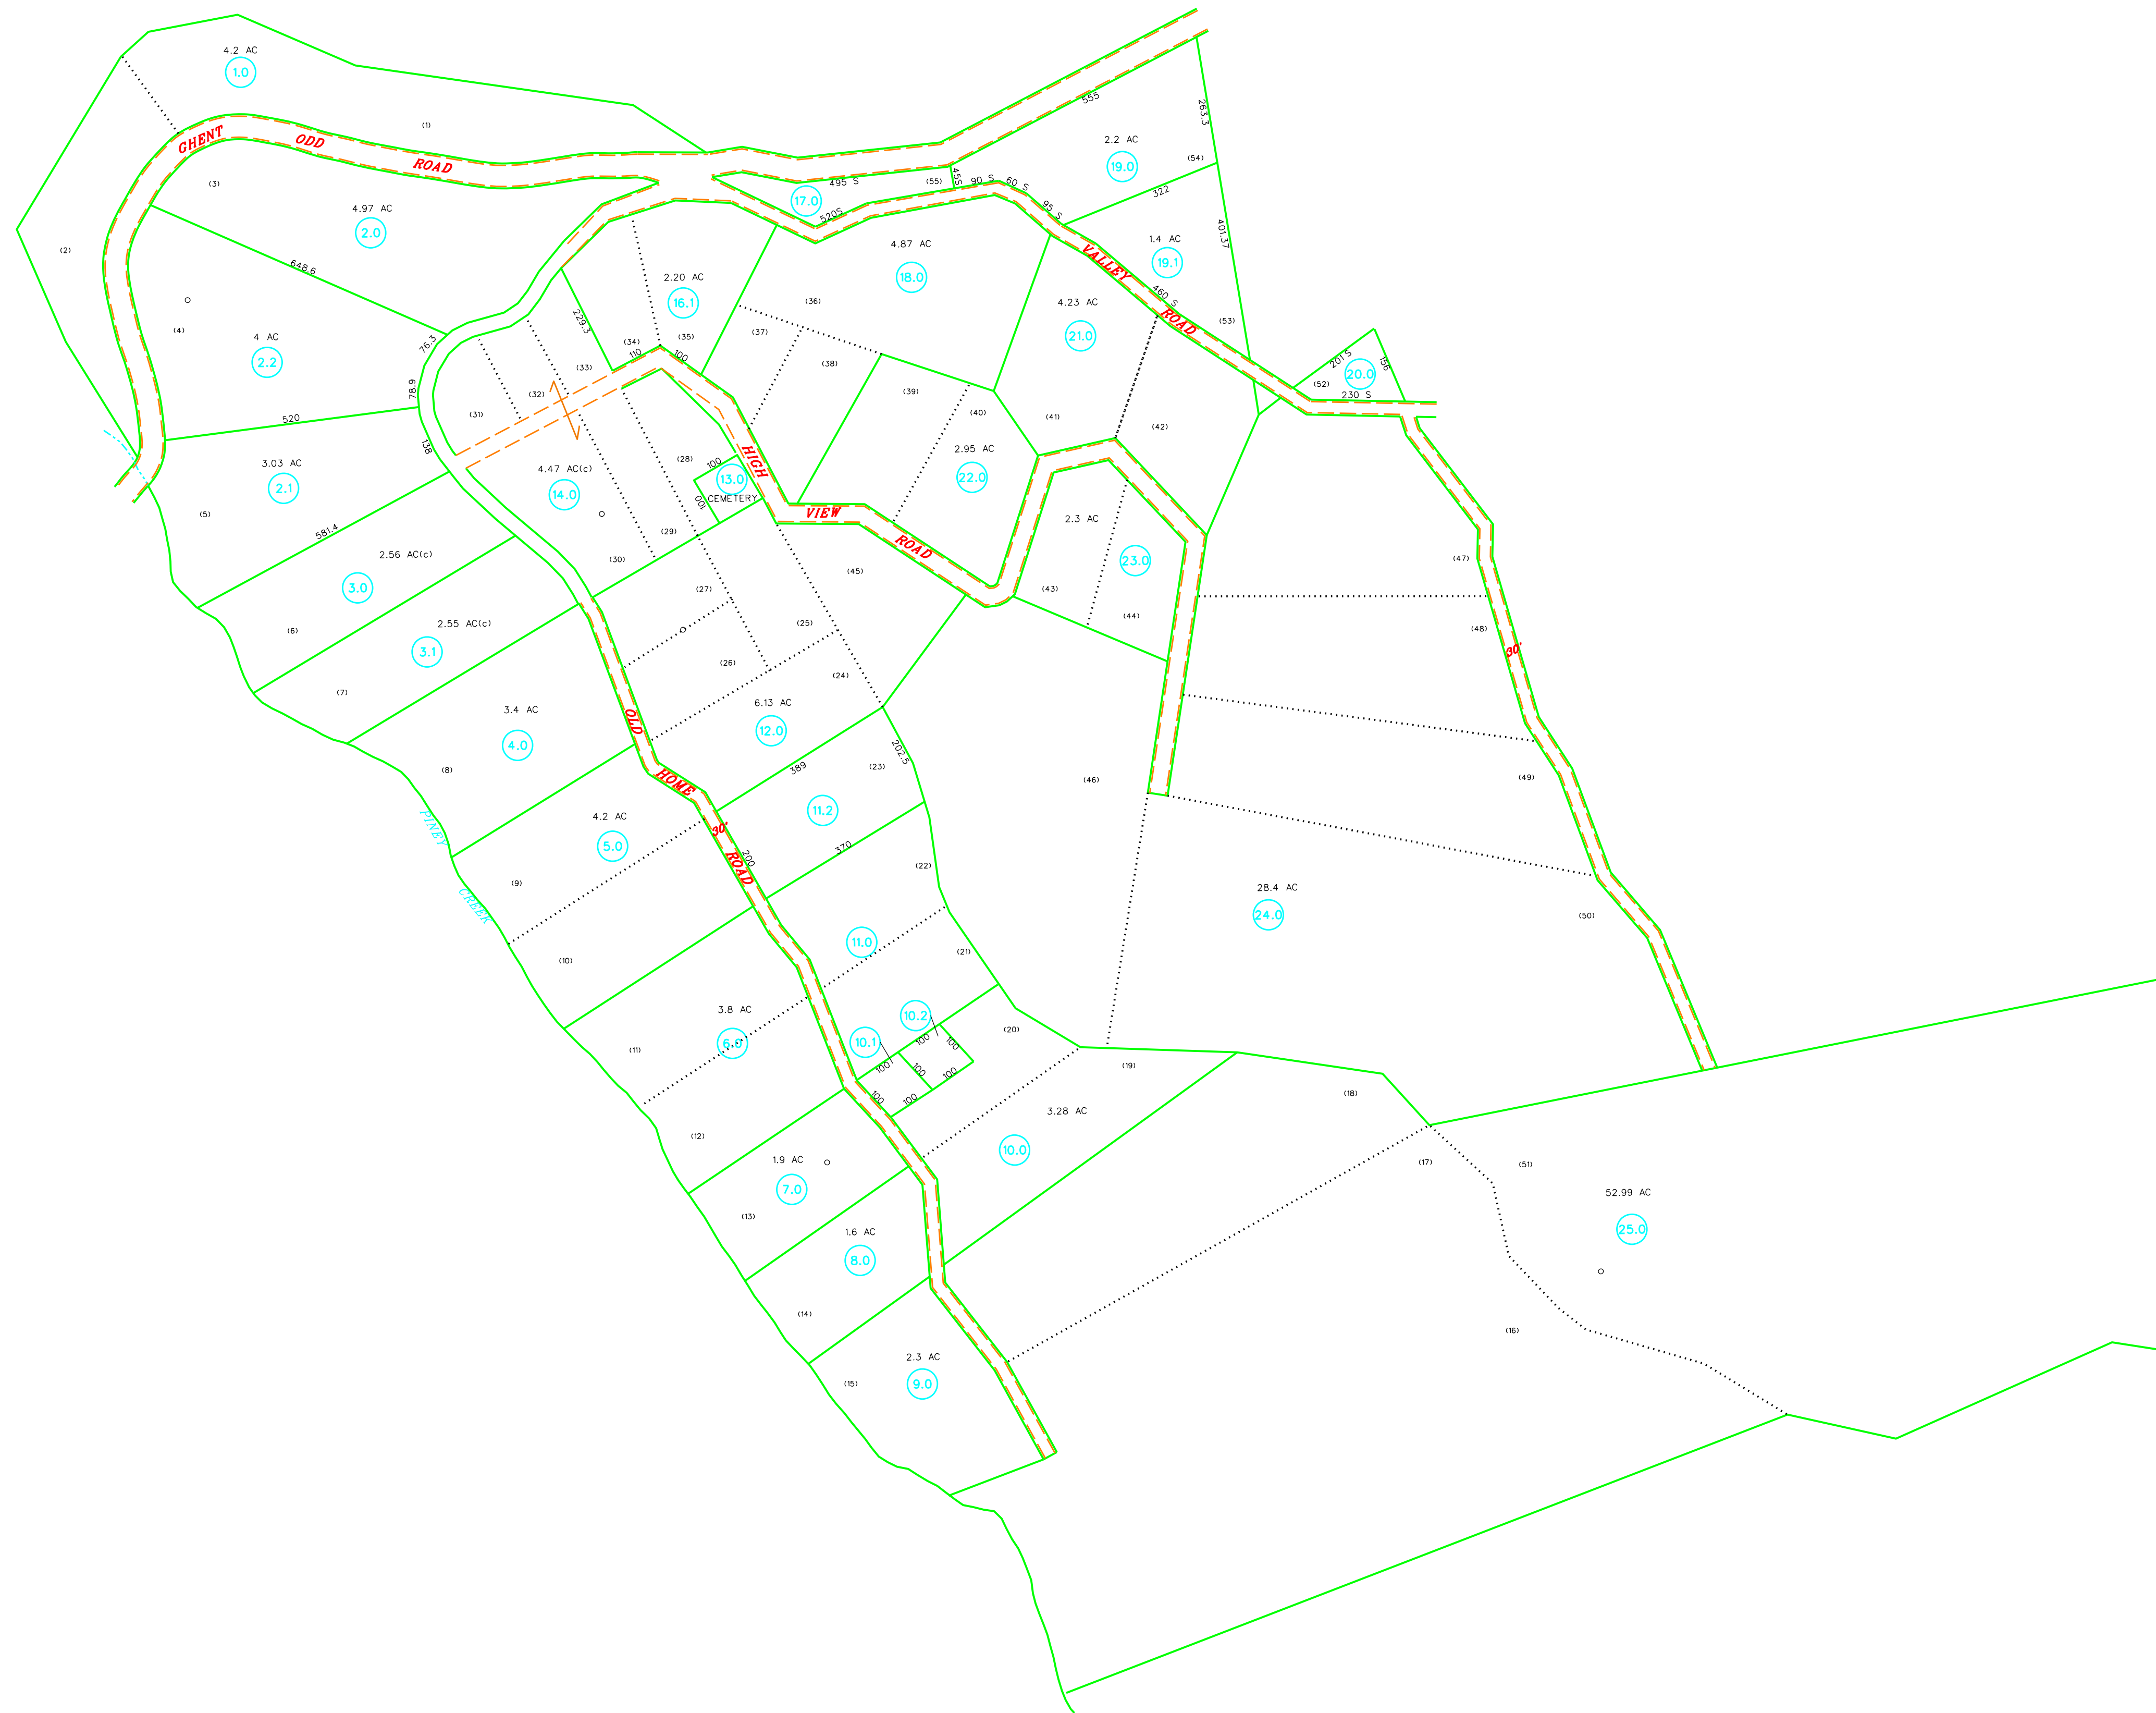 4.2 AC
1.0
(1)
GHENT ODD ROAD
(2)
(3)
4.97 AC
2.0
648.6
(4)
4 AC
2.2
76.3
78.9
520
138
3.03 AC
2.1
(5)
581.4
2.56 AC(c)
3.0
(6)
2.55 AC(c)
3.1
(7)
3.4 AC
4.0
(8)
PINEY CREEK
4.2 AC
5.0
(9)
(10)
3.8 AC
6.0
(11)
(12)
1.9 AC
7.0
(13)
1.6 AC
8.0
(14)
2.3 AC
9.0
(15)
OLD HOME ROAD
30'
200
555
263.3
2.2 AC
19.0
(54)
322
45S
90 S
60 S
95 S
(55)
495 S
17.0
520S
4.87 AC
18.0
(36)
VALLEY ROAD
1.4 AC
19.1
401.37
460 S
(53)
4.23 AC
21.0
201 S
156
(52)
20.0
230 S
2.20 AC
16.1
229.3
(34)
(35)
110
100
(37)
(38)
(33)
(32)
(31)
(39)
(40)
(41)
(42)
2.95 AC
22.0
4.47 AC(c)
14.0
(28)
100
13.0
CEMETERY
100
(29)
(30)
HIGH VIEW ROAD
2.3 AC
23.0
(43)
(44)
(45)
(27)
(25)
(26)
(24)
6.13 AC
12.0
389
(23)
202.5
11.2
370
(22)
11.0
(21)
10.2
10.1
100
100
100
100
100
100
100
(20)
(19)
3.28 AC
10.0
(18)
(46)
(47)
(48)
30'
(49)
28.4 AC
24.0
(50)
(17)
(51)
52.99 AC
25.0
(16)